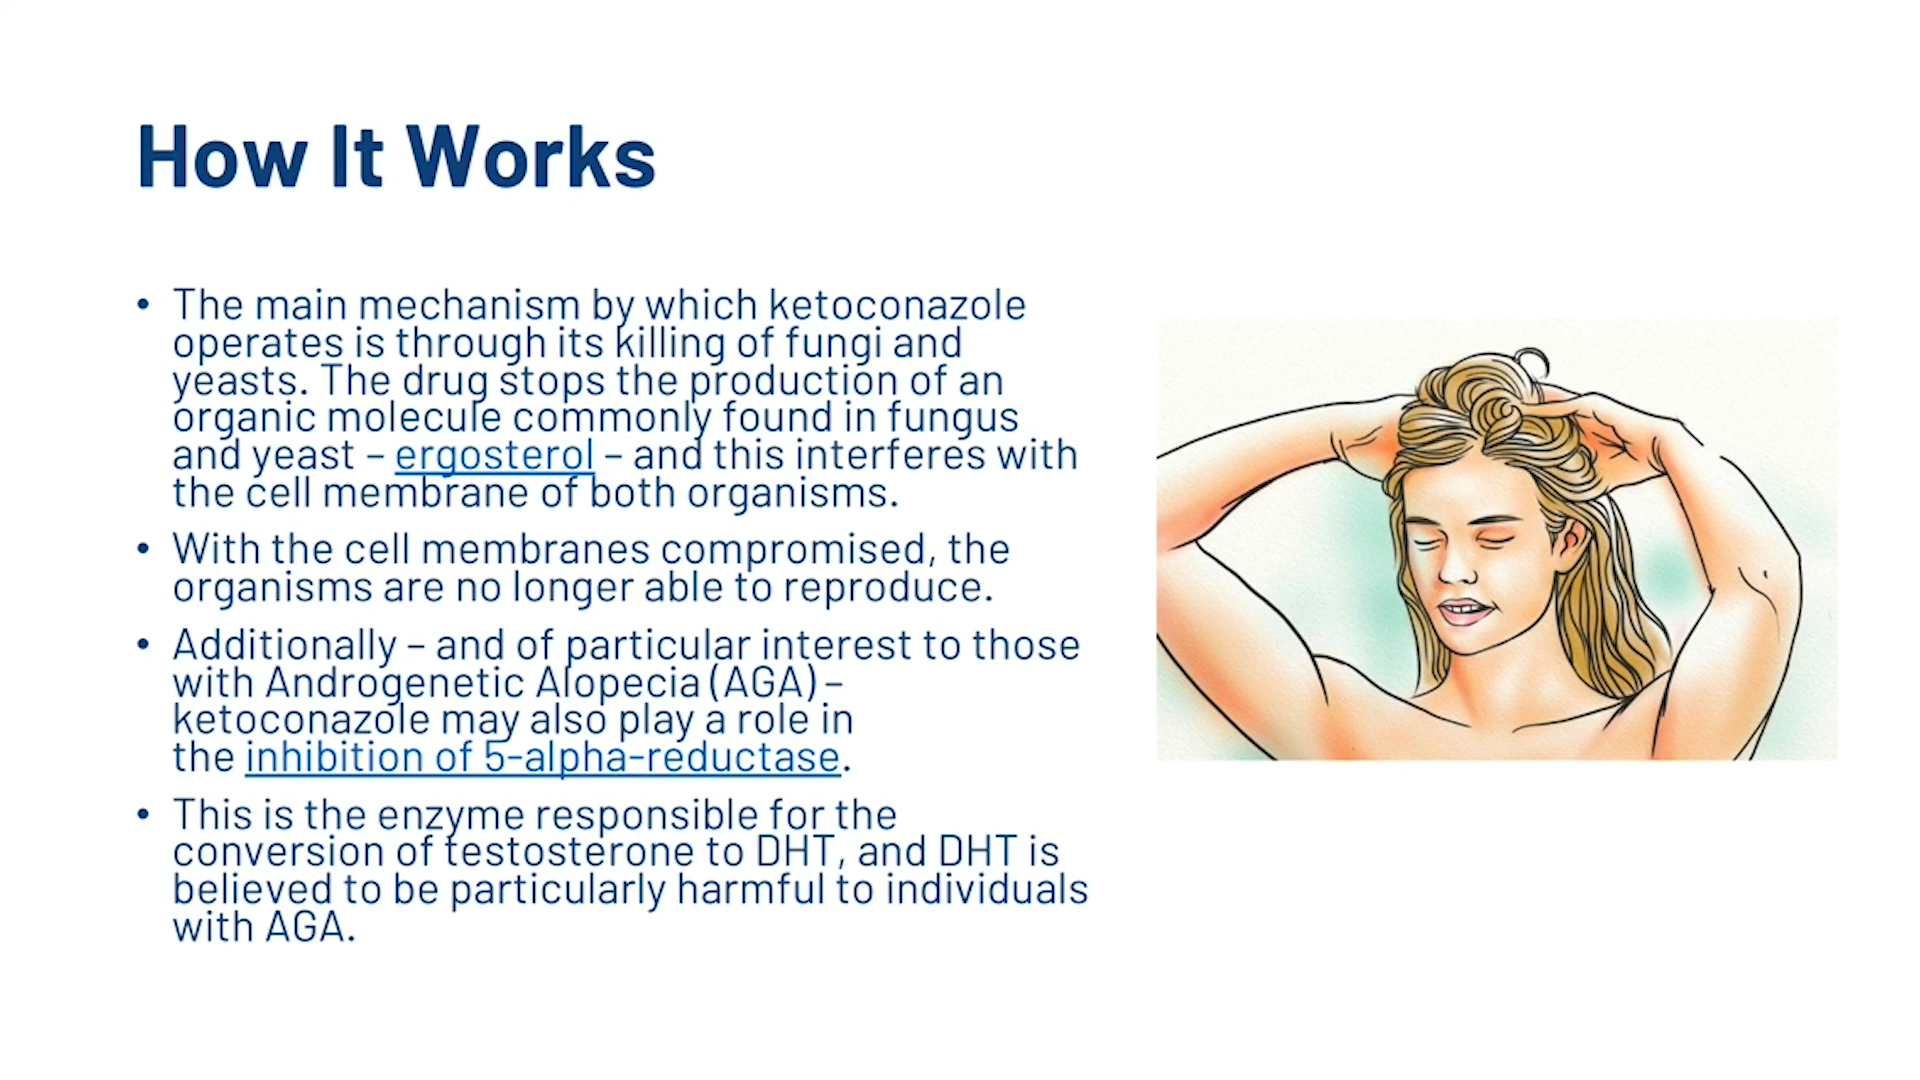 How It Works
• The main mechanism by which ketoconazole
operates is through its killing of fungi and
yeasts. The drug stops the production of an
organic molecule commonly found in fungus
and yeast – ergosterol – and this interferes with
the cell membrane of both organisms.
• With the cell membranes compromised, the
organisms are no longer able to reproduce.
• Additionally – and of particular interest to those
with Androgenetic Alopecia (AGA) –
ketoconazole may also play a role in
the inhibition of 5-alpha-reductase.
• This is the enzyme responsible for the
conversion of testosterone to DHT, and DHT is
believed to be particularly harmful to individuals
with AGA.